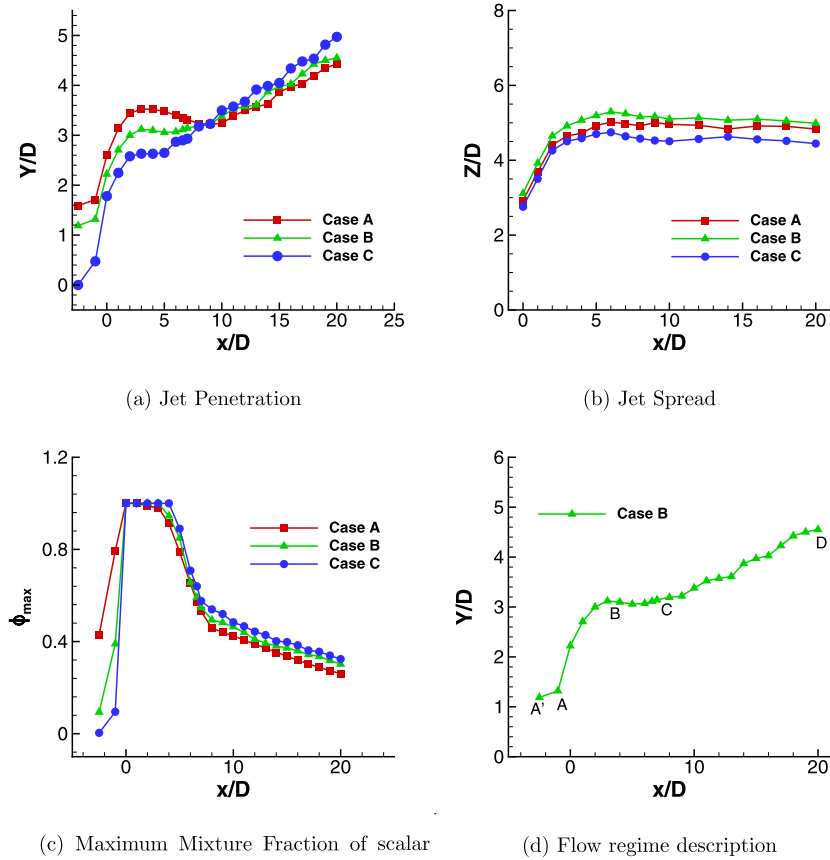 5
4
3
2
1
0
Y/D
0 5 10 15 20 25
x/D
Case A
Case B
Case C
(a) Jet Penetration
8
6
4
2
0
Z/D
0 5 10 15 20
x/D
Case A
Case B
Case C
(b) Jet Spread
1.2
0.8
0.4
0
ϕmax
0 10 20
x/D
Case A
Case B
Case C
(c) Maximum Mixture Fraction of scalar
6
5
4
3
2
1
0
Y/D
0 5 10 15 20
x/D
Case B
A'
A
B
C
D
(d) Flow regime description